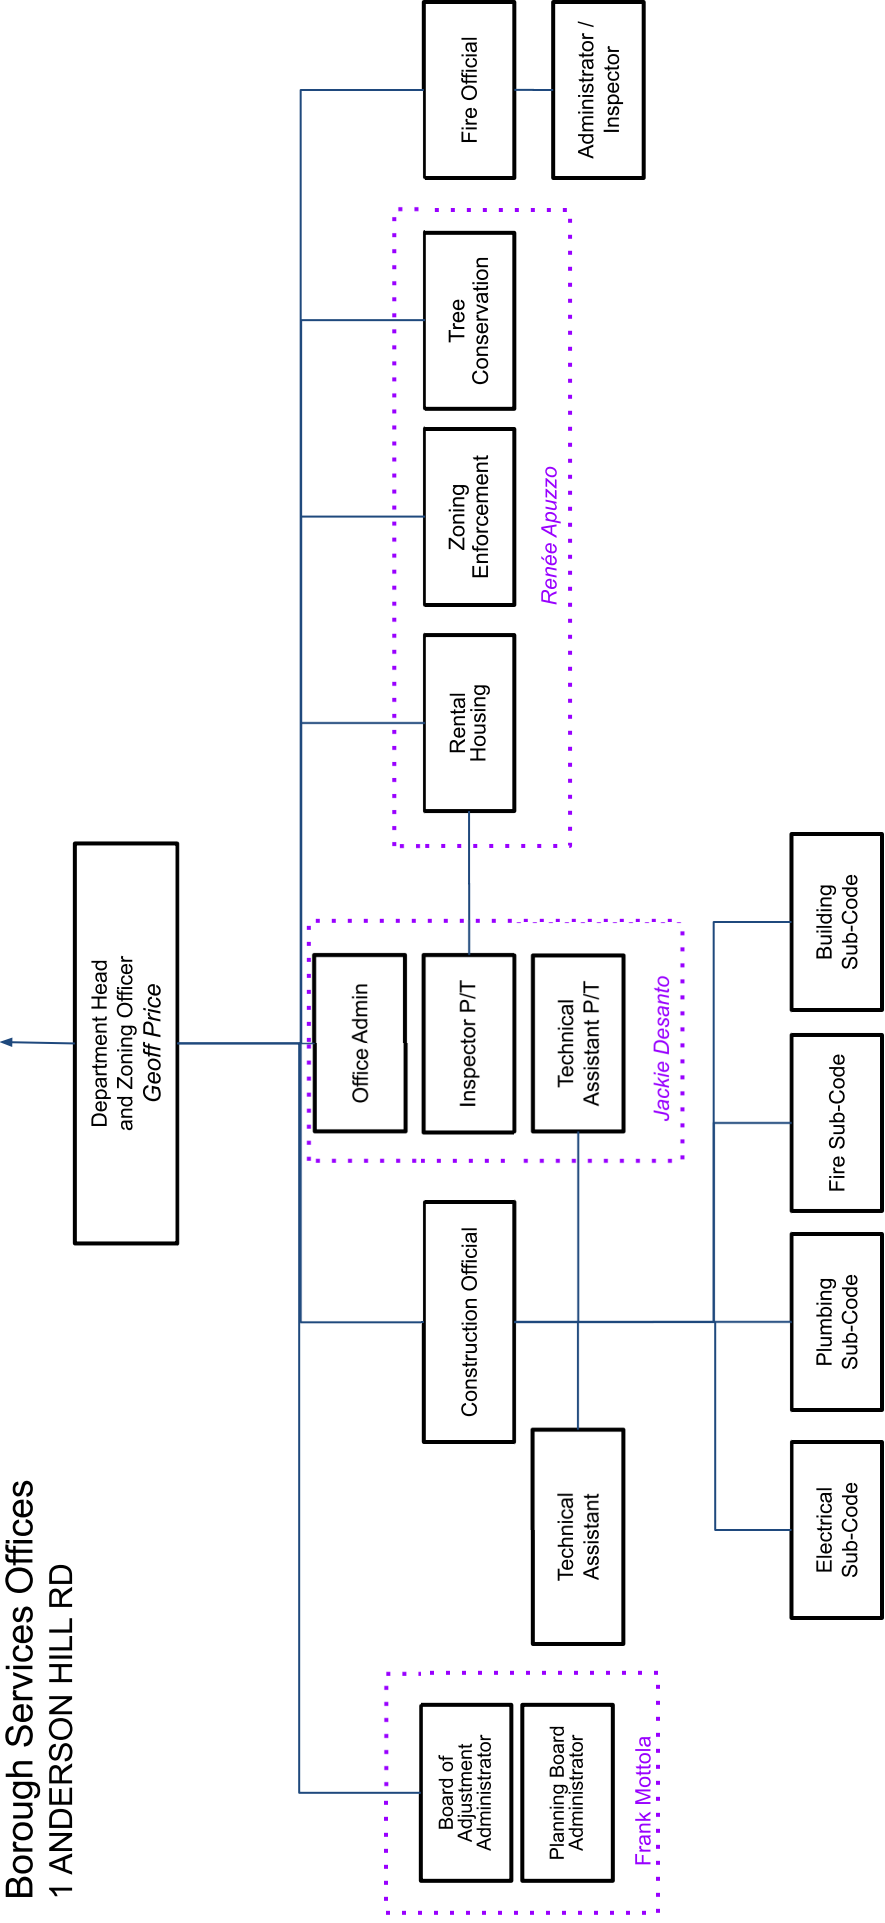 Borough Services Offices
1 ANDERSON HILL RD
Department Head
and Zoning Officer
Geoff Price
Board of
Adjustment
Administrator
Planning Board
Administrator
Frank Mottola
Construction Official
Technical
Assistant
Office Admin
Inspector P/T
Technical
Assistant P/T
Jackie Desanto
Rental
Housing
Zoning
Enforcement
Tree
Conservation
Renée Apuzzo
Fire Official
Administrator /
Inspector
Electrical
Sub-Code
Plumbing
Sub-Code
Fire Sub-Code
Building
Sub-Code